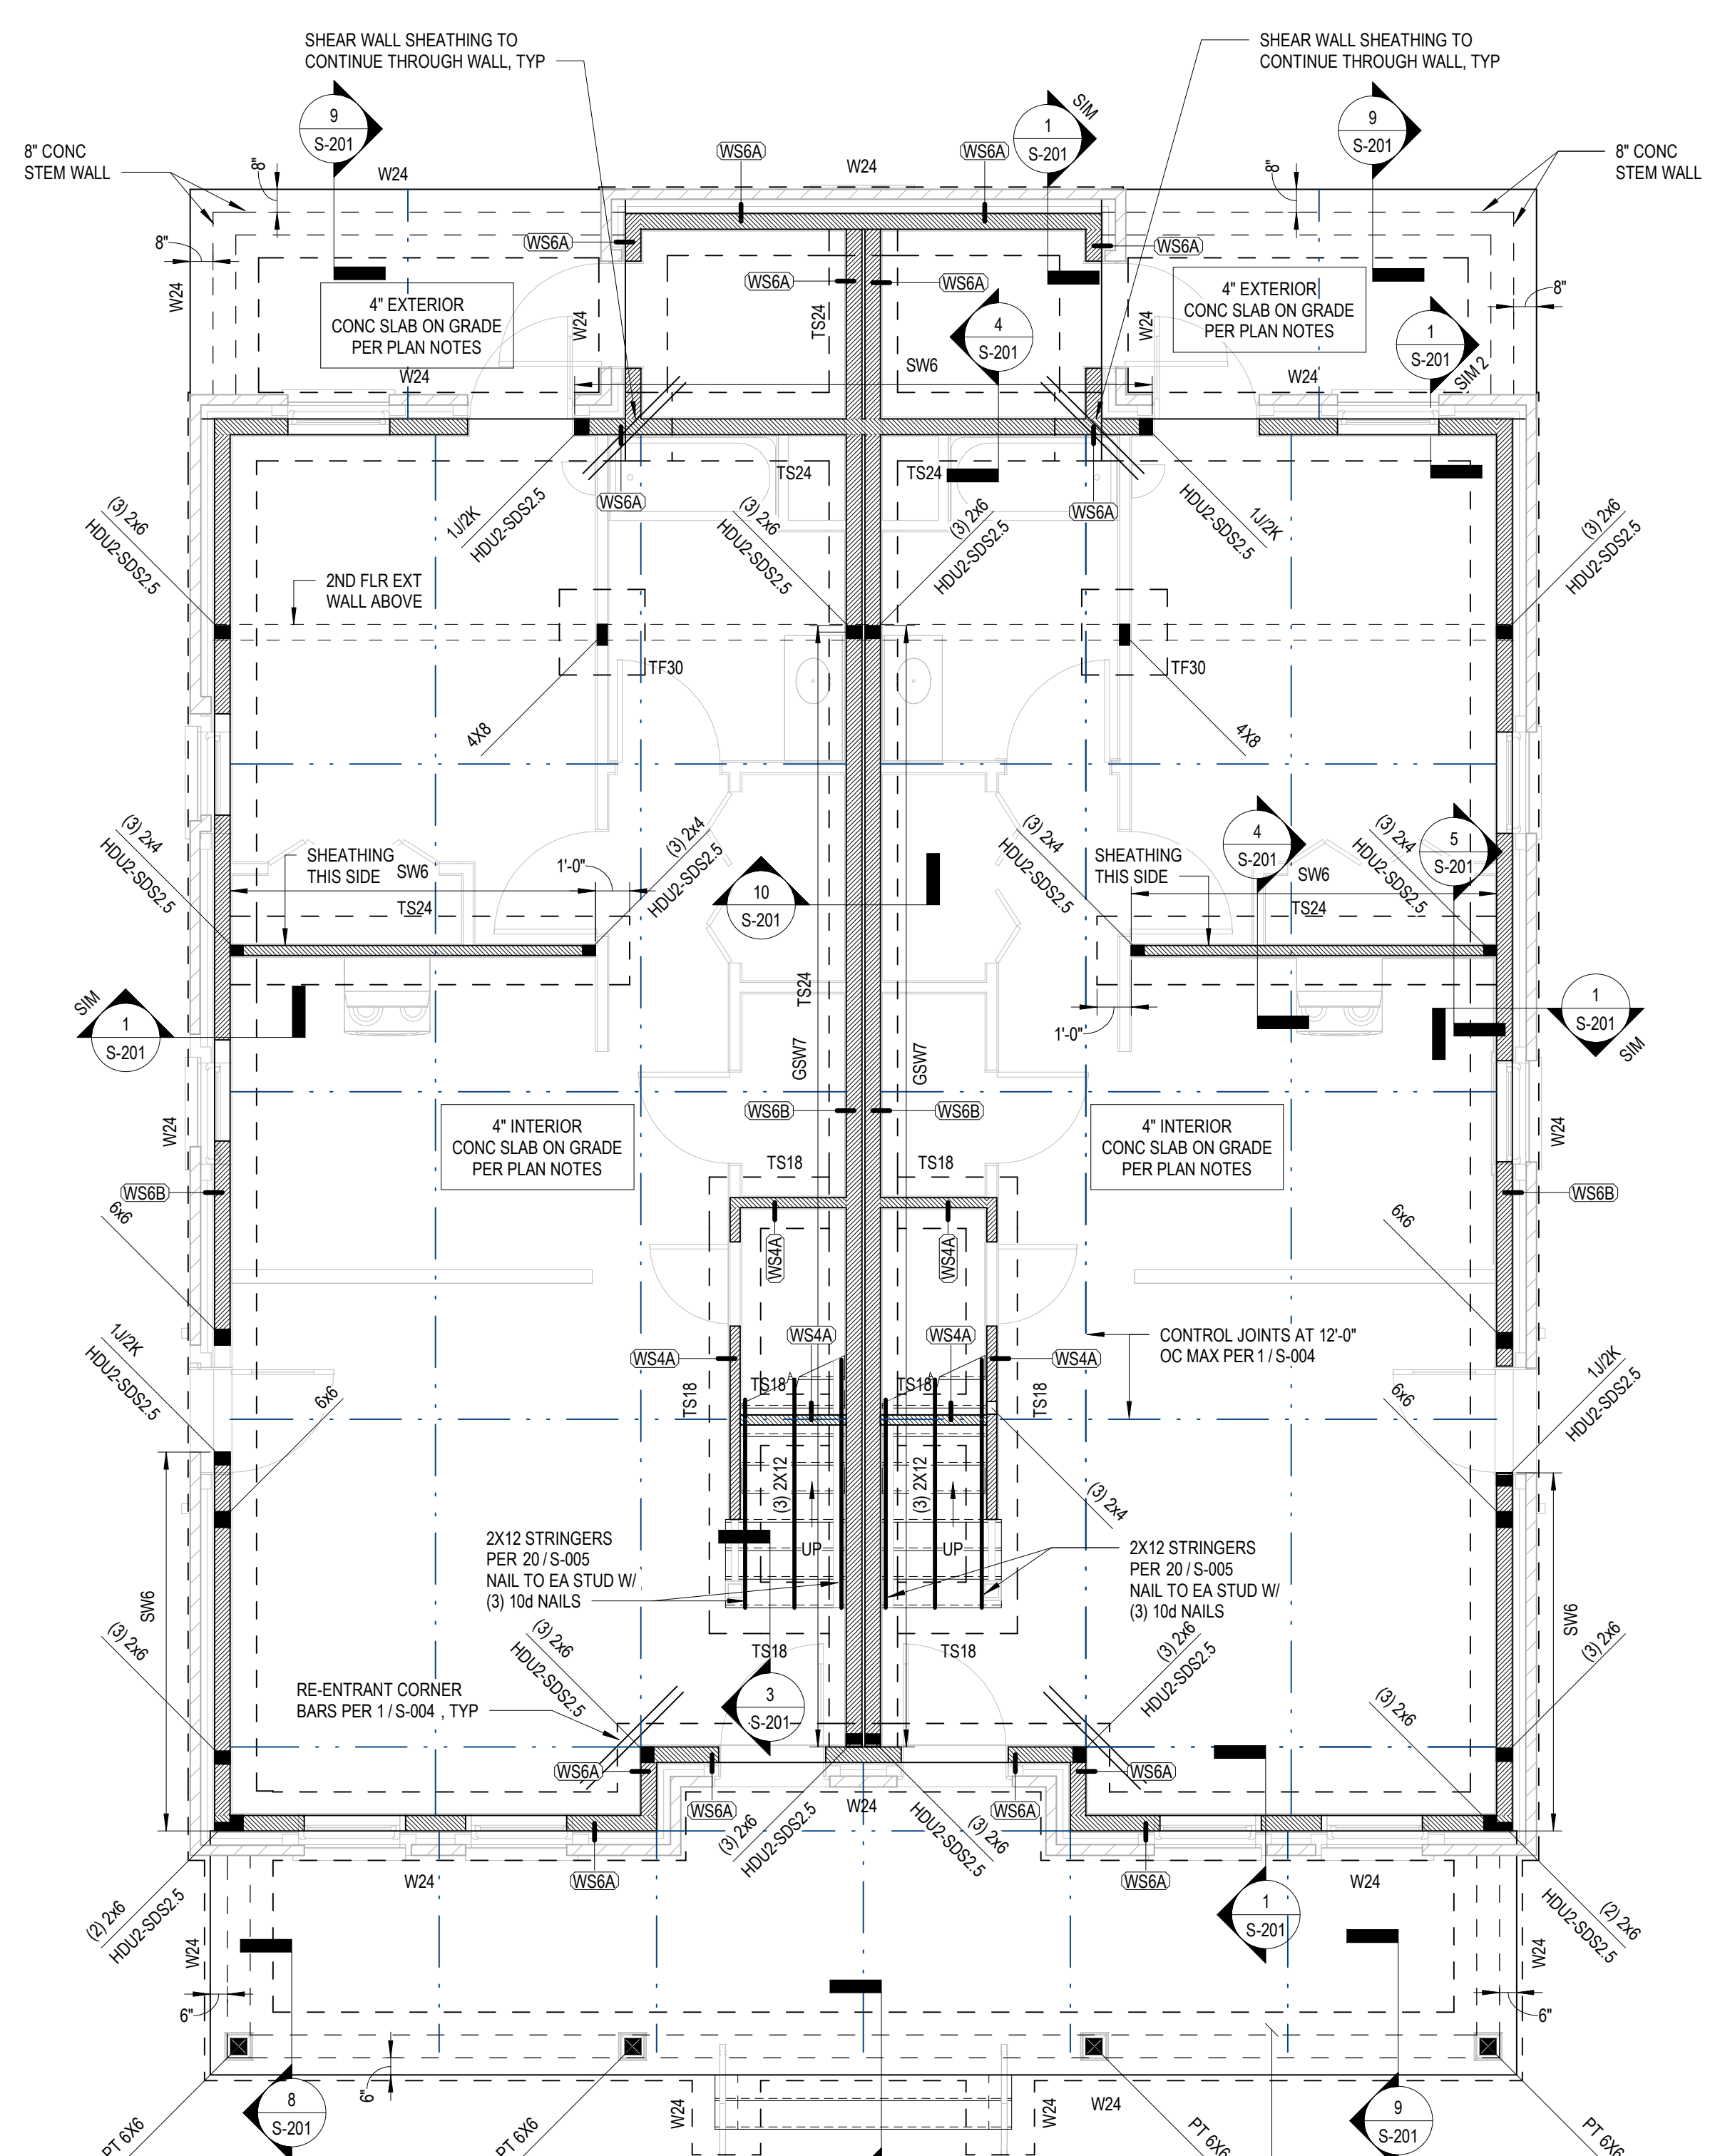 SHEAR WALL SHEATHING TO
CONTINUE THROUGH WALL, TYP
SHEAR WALL SHEATHING TO
CONTINUE THROUGH WALL, TYP
9
S-201
1
S-201
SIM
9
S-201
8" CONC
STEM WALL
8"
W24
WS6A
W24
WS6A
8"
8" CONC
STEM WALL
8"
WS6A
WS6A
W24
4" EXTERIOR
CONC SLAB ON GRADE
PER PLAN NOTES
W24
WS6A
TS24
WS6A
4
S-201
W24
4" EXTERIOR
CONC SLAB ON GRADE
PER PLAN NOTES
8"
1
S-201
SIM 2
W24
SW6
W24
TS24
TS24
WS6A
WS6A
(3) 2x6
HDU2-SDS2.5
1J/2K
HDU2-SDS2.5
(3) 2x6
HDU2-SDS2.5
(3) 2x6
HDU2-SDS2.5
1J/2K
HDU2-SDS2.5
(3) 2x6
HDU2-SDS2.5
2ND FLR EXT
WALL ABOVE
TF30
TF30
4X8
4X8
(3) 2x4
HDU2-SDS2.5
SHEATHING
THIS SIDE
SW6
1'-0"
(3) 2x4
HDU2-SDS2.5
TS24
10
S-201
(3) 2x4
HDU2-SDS2.5
SHEATHING
THIS SIDE
4
S-201
(3) 2x4
HDU2-SDS2.5
5
S-201
SW6
TS24
SIM
1
S-201
TS24
GSW7
GSW7
1'-0"
1
S-201
SIM
W24
4" INTERIOR
CONC SLAB ON GRADE
PER PLAN NOTES
WS6B
WS6B
4" INTERIOR
CONC SLAB ON GRADE
PER PLAN NOTES
W24
TS18
TS18
WS6B
WS6B
6x6
WS4A
WS4A
6x6
1J/2K
HDU2-SDS2.5
WS4A
WS4A
WS4A
WS4A
CONTROL JOINTS AT 12'-0"
OC MAX PER 1 / S-004
6x6
TS18
TS18
TS18
TS18
6x6
1J/2K
HDU2-SDS2.5
(3) 2X12
(3) 2X12
(3) 2x4
2X12 STRINGERS
PER 20 / S-005
NAIL TO EA STUD W/
(3) 10d NAILS
UP
UP
2X12 STRINGERS
PER 20 / S-005
NAIL TO EA STUD W/
(3) 10d NAILS
SW6
SW6
(3) 2x6
(3) 2x6
HDU2-SDS2.5
TS18
TS18
(3) 2x6
HDU2-SDS2.5
(3) 2x6
RE-ENTRANT CORNER
BARS PER 1 / S-004 , TYP
3
S-201
(3) 2x6
WS6A
WS6A
WS6A
WS6A
W24
(3) 2x6
HDU2-SDS2.5
HDU2-SDS2.5
(3) 2x6
W24
WS6A
WS6A
W24
(2) 2x6
HDU2-SDS2.5
1
S-201
HDU2-SDS2.5
(2) 2x6
W24
W24
6"
6"
6"
8
S-201
W24
W24
W24
9
S-201
PT 6X6
PT 6X6
PT 6X6
PT 6X6